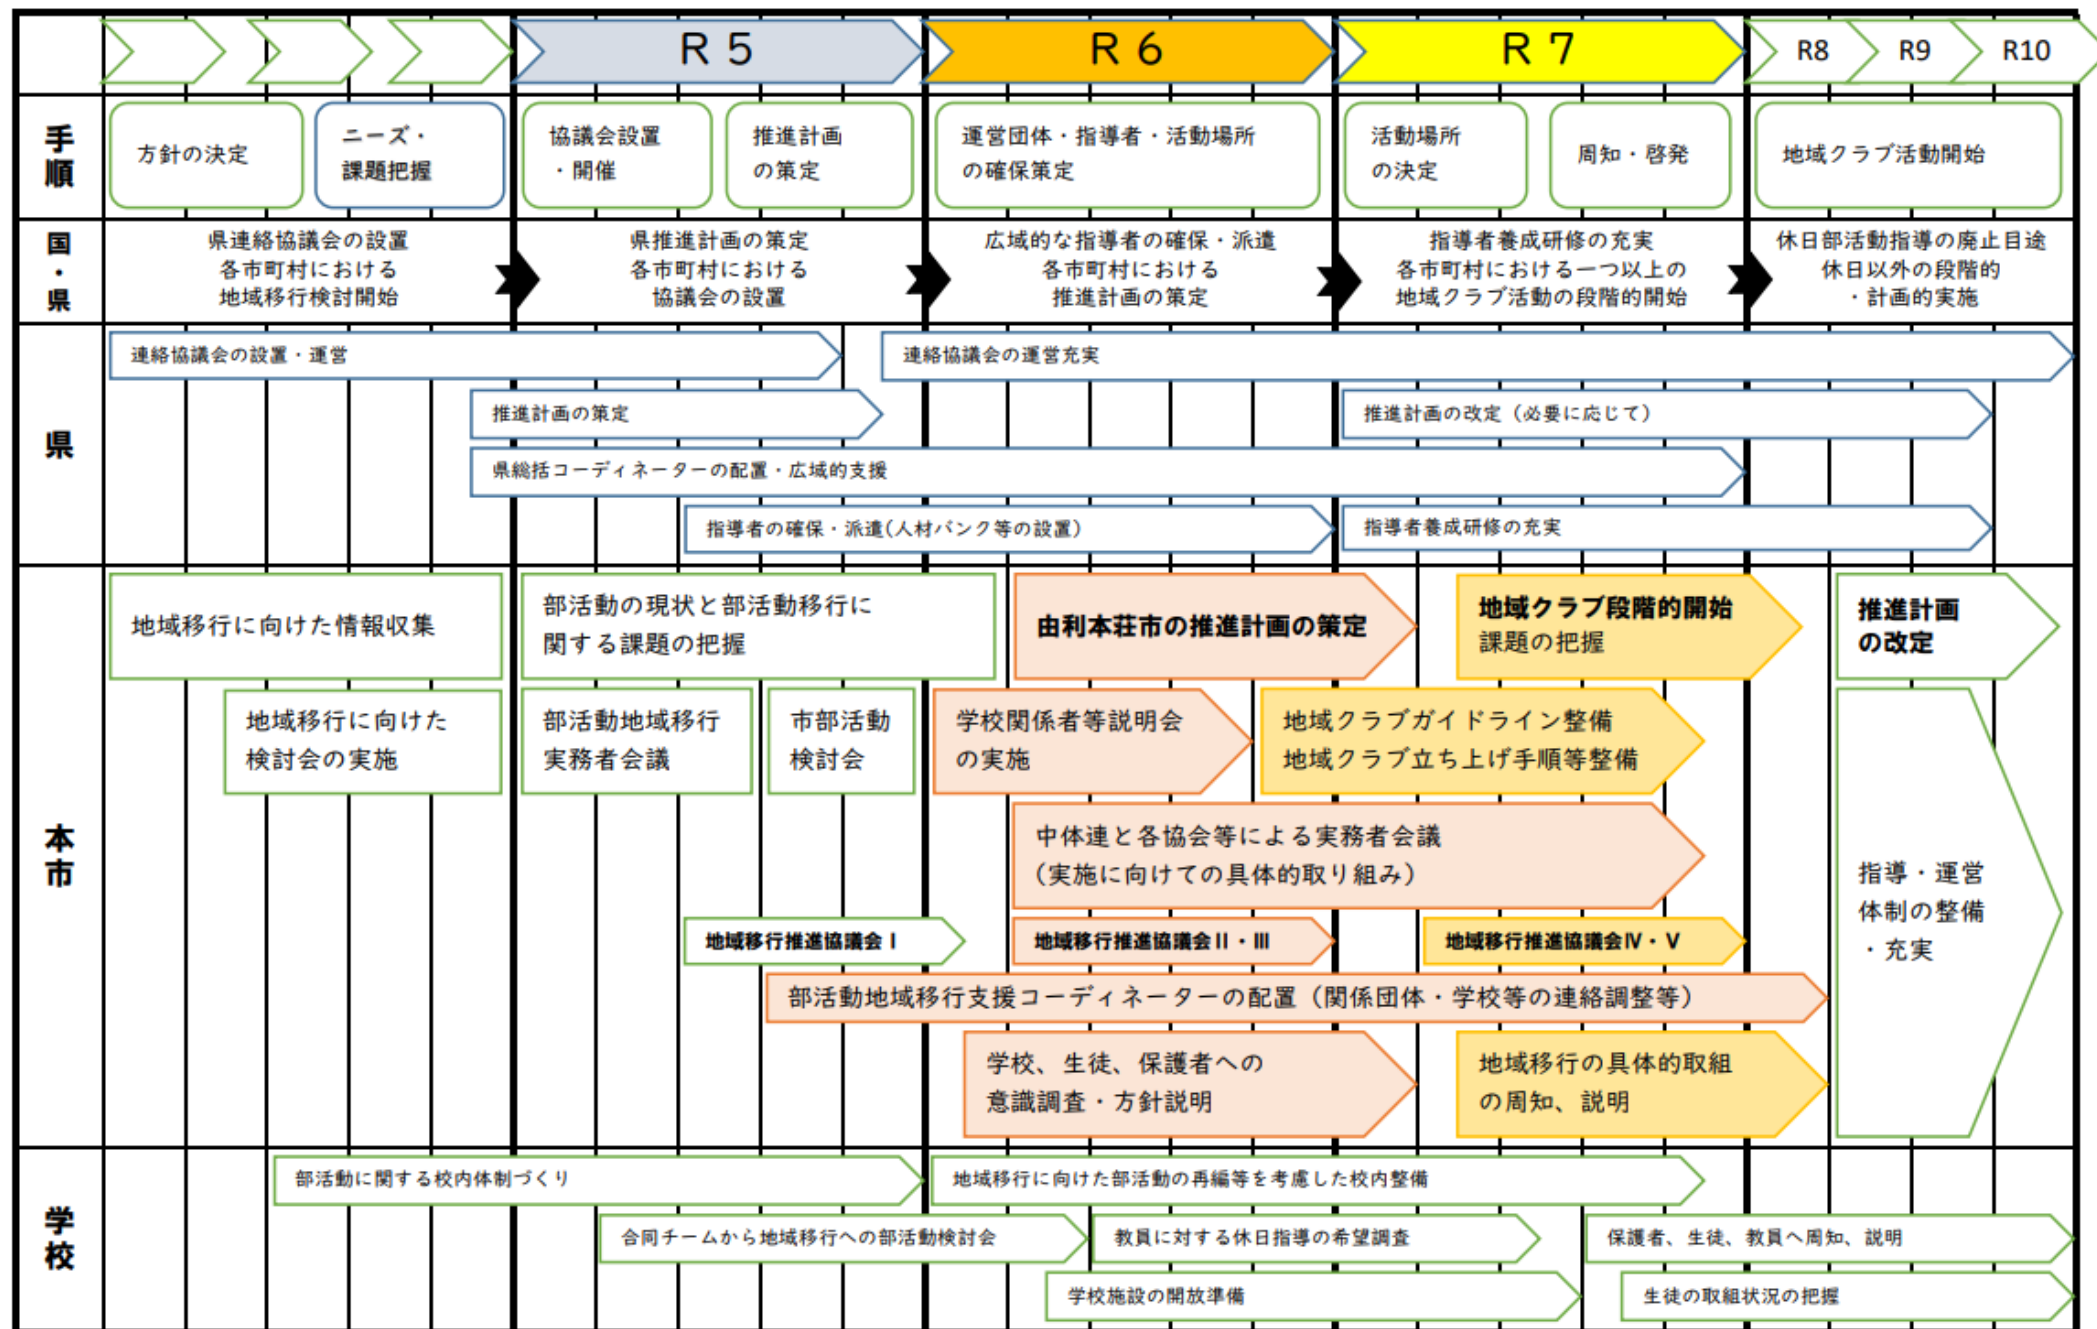 R5
R6
R7
R8
R9
R10
手順
方針の決定
ニーズ・
課題把握
協議会設置
・開催
推進計画
の策定
運営団体・指導者・活動場所
の確保策定
活動場所
の決定
周知・啓発
地域クラブ活動開始
国・県
県連絡協議会の設置
各市町村における
地域移行検討開始
県推進計画の策定
各市町村における
協議会の設置
広域的な指導者の確保・派遣
各市町村における
推進計画の策定
指導者養成研修の充実
各市町村における一つ以上の
地域クラブ活動の段階的開始
休日部活動指導の廃止目途
休日以外の段階的
・計画的実施
県
連絡協議会の設置・運営
連絡協議会の運営充実
推進計画の策定
推進計画の改定（必要に応じて）
県総括コーディネーターの配置・広域的支援
指導者の確保・派遣(人材バンク等の設置)
指導者養成研修の充実
本市
地域移行に向けた情報収集
部活動の現状と部活動移行に
関する課題の把握
由利本荘市の推進計画の策定
地域クラブ段階的開始
課題の把握
推進計画
の改定
地域移行に向けた
検討会の実施
部活動地域移行
実務者会議
市部活動
検討会
学校関係者等説明会
の実施
地域クラブガイドライン整備
地域クラブ立ち上げ手順等整備
中体連と各協会等による実務者会議
（実施に向けての具体的取り組み）
指導・運営
体制の整備
・充実
地域移行推進協議会Ⅰ
地域移行推進協議会Ⅱ・Ⅲ
地域移行推進協議会Ⅳ・Ⅴ
部活動地域移行支援コーディネーターの配置（関係団体・学校等の連絡調整等）
学校、生徒、保護者への
意識調査・方針説明
地域移行の具体的取組
の周知、説明
学校
部活動に関する校内体制づくり
地域移行に向けた部活動の再編等を考慮した校内整備
合同チームから地域移行への部活動検討会
教員に対する休日指導の希望調査
保護者、生徒、教員へ周知、説明
学校施設の開放準備
生徒の取組状況の把握